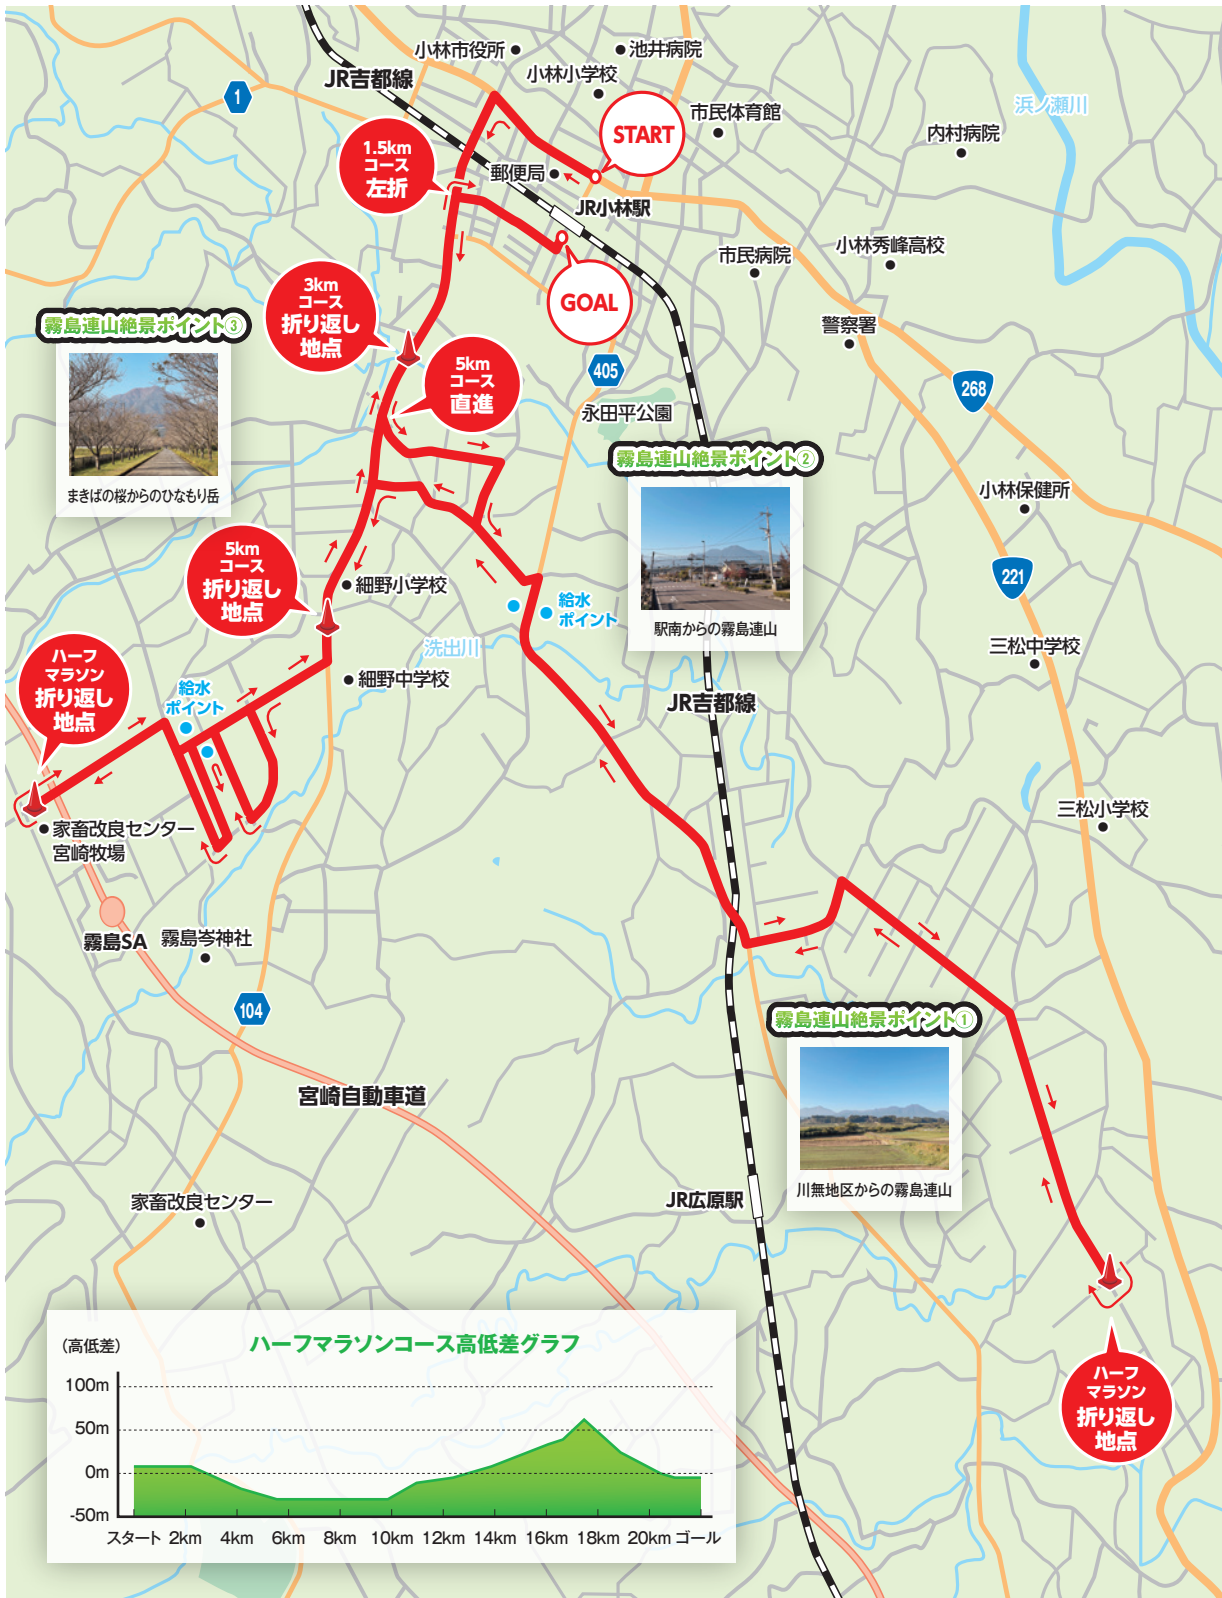 小林市役所
池井病院
JR吉都線
小林小学校
1
START
市民体育館
浜ノ瀬川
内村病院
1.5km
コース
左折
郵便局
JR小林駅
小林秀峰高校
市民病院
3km
コース
折り返し
地点
GOAL
霧島連山絶景ポイント③
まきばの桜からのひなもり岳
警察署
5km
コース
直進
405
268
永田平公園
霧島連山絶景ポイント②
駅南からの霧島連山
小林保健所
5km
コース
折り返し
地点
細野小学校
221
給水
ポイント
洗出川
三松中学校
ハーフ
マラソン
折り返し
地点
細野中学校
給水
ポイント
JR吉都線
三松小学校
家畜改良センター
宮崎牧場
霧島SA
霧島岑神社
104
霧島連山絶景ポイント①
川無地区からの霧島連山
宮崎自動車道
家畜改良センター
JR広原駅
ハーフ
マラソン
折り返し
地点
(高低差)
ハーフマラソンコース高低差グラフ
100m
50m
0m
-50m
スタート 2km 4km 6km 8km 10km 12km 14km 16km 18km 20km ゴール